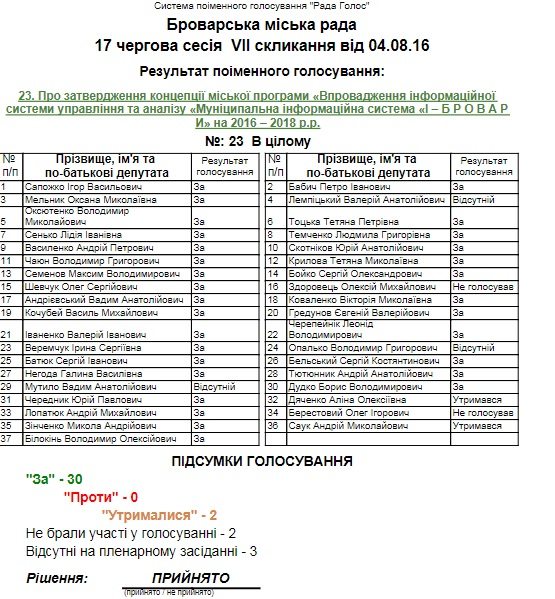 Система поіменного голосування "Рада Голос"
Броварська міська рада
17 чергова сесія VII скликання від 04.08.16
Результат поіменного голосування:
23. Про затвердження концепції міської програми «Впровадження інформаційної
системи управління та аналізу «Муніципальна інформаційна система «І – Б Р О В А Р
И» на 2016 – 2018 р.р.
№: 23 В цілому
№ п/п Прізвище, ім'я та по-батькові депутата Результат голосування № п/п Прізвище, ім'я та по-батькові депутата Результат голосування
1 Сапожко Ігор Васильович За 2 Бабич Петро Іванович За
3 Мельник Оксана Миколаївна За 4 Лемпіцький Валерій Анатолійович Відсутній
5 Оксютенко Володимир Миколайович За 6 Тоцька Тетяна Петрівна За
7 Сенько Лідія Іванівна За 8 Темченко Людмила Григорівна За
9 Василенко Андрій Петрович За 10 Скотніков Юрій Анатолійович За
11 Чаюн Володимир Григорович За 12 Крилова Тетяна Миколаївна За
13 Семенов Максим Володимирович За 14 Бойко Сергій Олександрович За
15 Шевчук Олег Сергійович За 16 Здоровець Олексій Михайлович Не голосував
17 Андрієвський Вадим Анатолійович За 18 Коваленко Вікторія Миколаївна За
19 Кочубей Василь Михайлович За 20 Гредунов Євгеній Валерійович За
21 Іваненко Валерій Іванович За 22 Черепейнік Леонід Володимирович За
23 Веремчук Ірина Сергіївна За 24 Опалько Володимир Григорович Відсутній
25 Батюк Сергій Іванович За 26 Бельський Сергій Костянтинович За
27 Негода Галина Василівна За 28 Тютюнник Андрій Анатолійович За
29 Мутило Вадим Анатолійович Відсутній 30 Дудко Борис Володимирович За
31 Чередник Юрій Павлович За 32 Дяченко Аліна Олексіївна Утримався
33 Лопатюк Андрій Михайлович За 34 Берестовий Олег Ігорович Не голосував
35 Зінченко Микола Андрійович За 36 Саук Андрій Миколайович Утримався
37 Білокінь Володимир Олексійович За
ПІДСУМКИ ГОЛОСУВАННЯ
"За" - 30
"Проти" - 0
"Утрималися" - 2
Не брали участі у голосуванні - 2
Відсутні на пленарному засіданні - 3
Рішення: ПРИЙНЯТО
(прийнято / не прийнято)